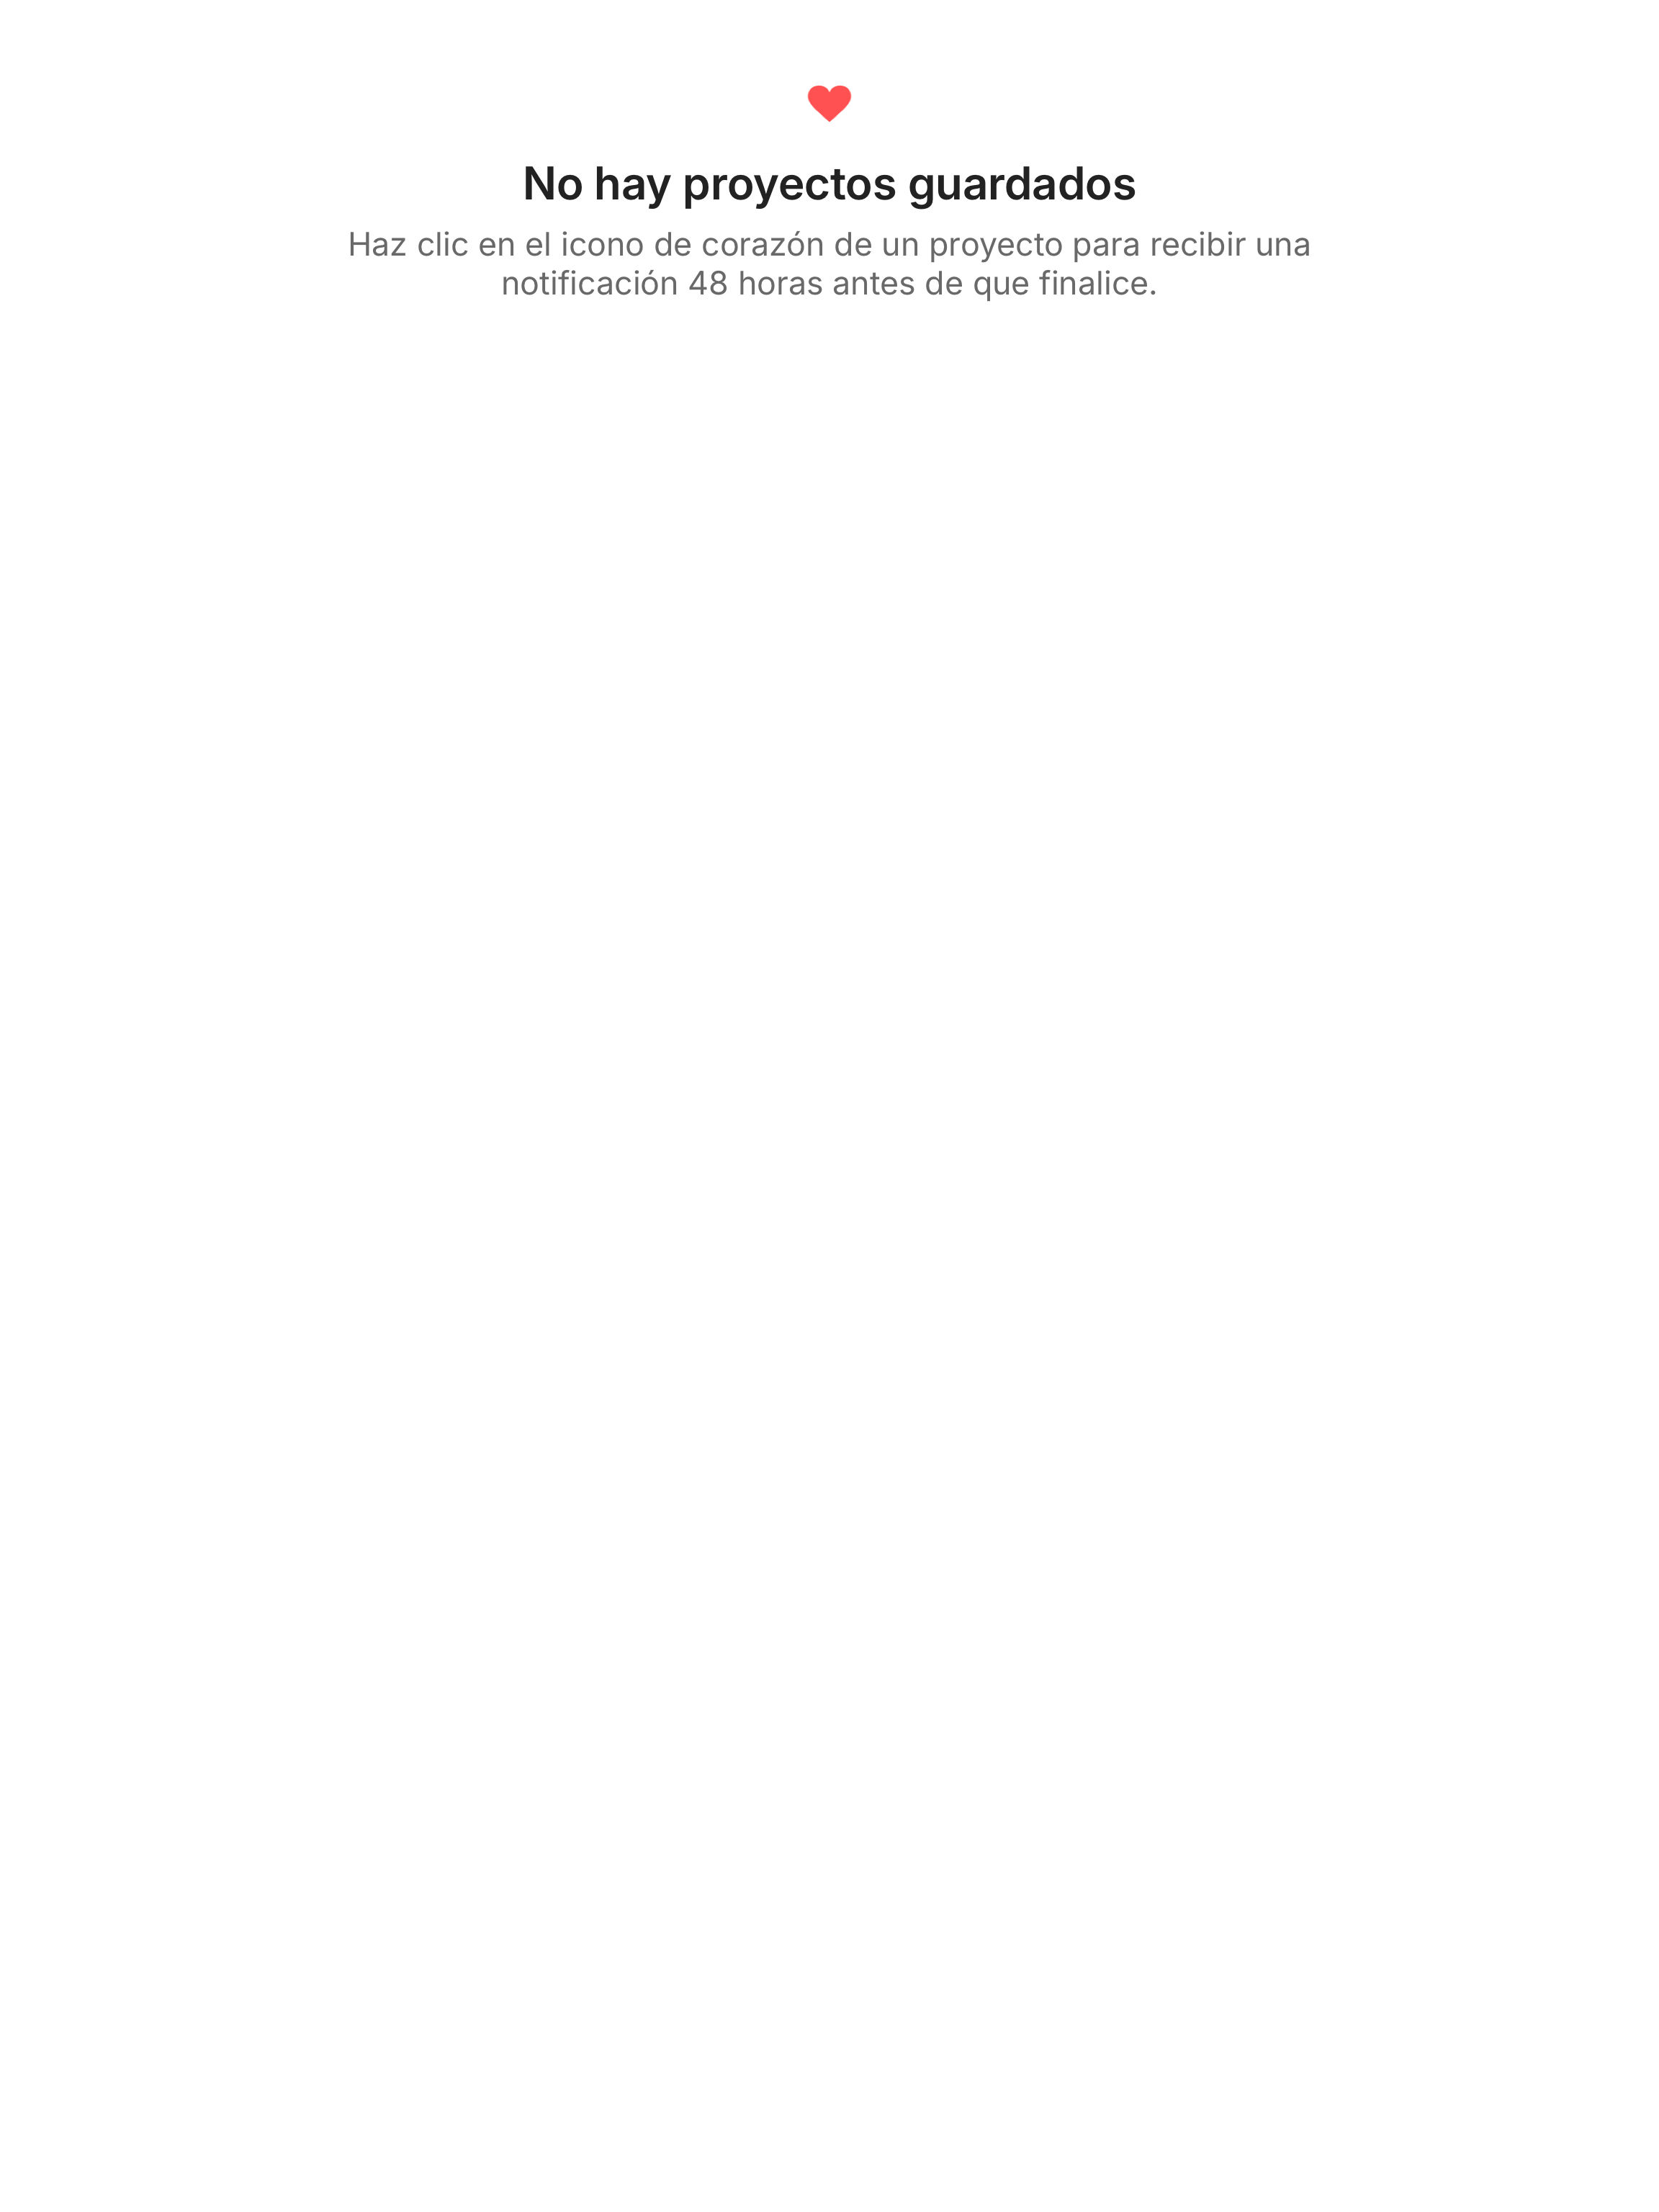 No hay proyectos guardados
Haz clic en el icono de corazón de un proyecto para recibir una
notificación 48 horas antes de que finalice.